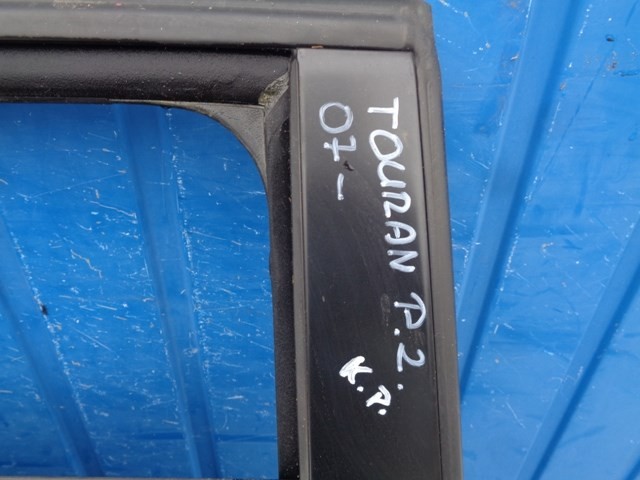 TOURAN P.2.
07-
K.P.